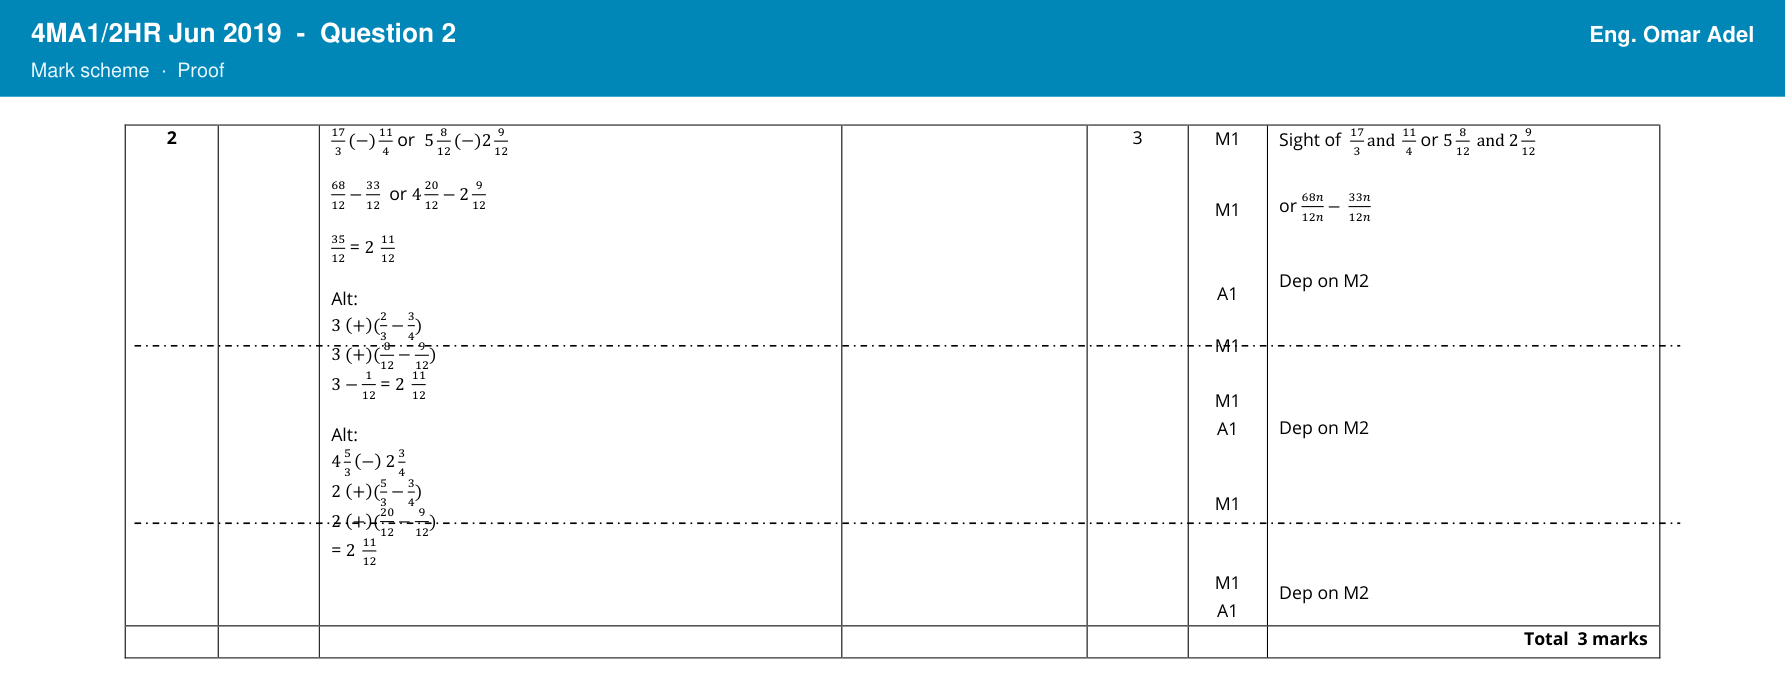 4MA1/2HR Jun 2019 - Question 2
Eng. Omar Adel
Mark scheme · Proof
2
17/3 (−) 11/4 or 5 8/12 (−) 2 9/12
3
M1
Sight of 17/3 and 11/4 or 5 8/12 and 2 9/12
68/12 − 33/12 or 4 20/12 − 2 9/12
M1
or 68n/12n − 33n/12n
35/12 = 2 11/12
A1
Dep on M2
Alt:
3 (+)(2/3 − 3/4)
M1
3 (+)(8/12 − 9/12)
M1
3 − 1/12 = 2 11/12
A1
Dep on M2
Alt:
4 5/3 (−) 2 3/4
2 (+)(5/3 − 3/4)
M1
2 (+)(20/12 − 9/12)
M1
= 2 11/12
A1
Dep on M2
Total 3 marks